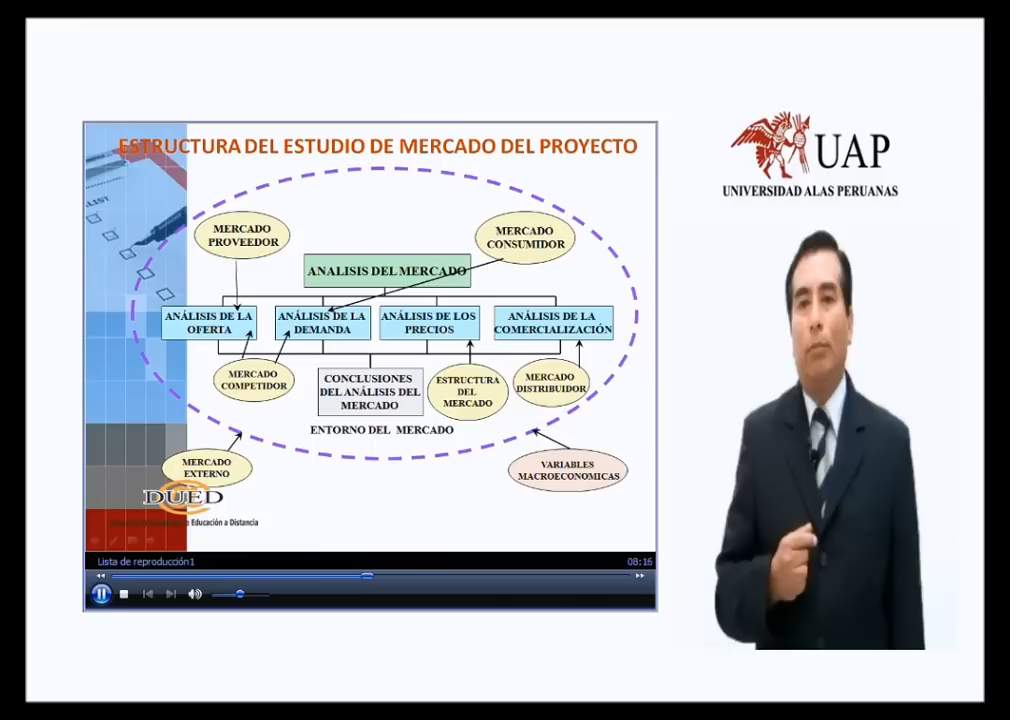 ESTRUCTURA DEL ESTUDIO DE MERCADO DEL PROYECTO
UAP
UNIVERSIDAD ALAS PERUANAS
LIST
MERCADO
PROVEEDOR
MERCADO
CONSUMIDOR
ANALISIS DEL MERCADO
ANÁLISIS DE LA
OFERTA
ANÁLISIS DE LA
DEMANDA
ANÁLISIS DE LOS
PRECIOS
ANÁLISIS DE LA
COMERCIALIZACIÓN
MERCADO
COMPETIDOR
CONCLUSIONES
DEL ANÁLISIS DEL
MERCADO
ESTRUCTURA
DEL
MERCADO
MERCADO
DISTRIBUIDOR
ENTORNO DEL MERCADO
MERCADO
EXTERNO
VARIABLES
MACROECONOMICAS
DUED
de Educación a Distancia
Lista de reproducción1
08:16